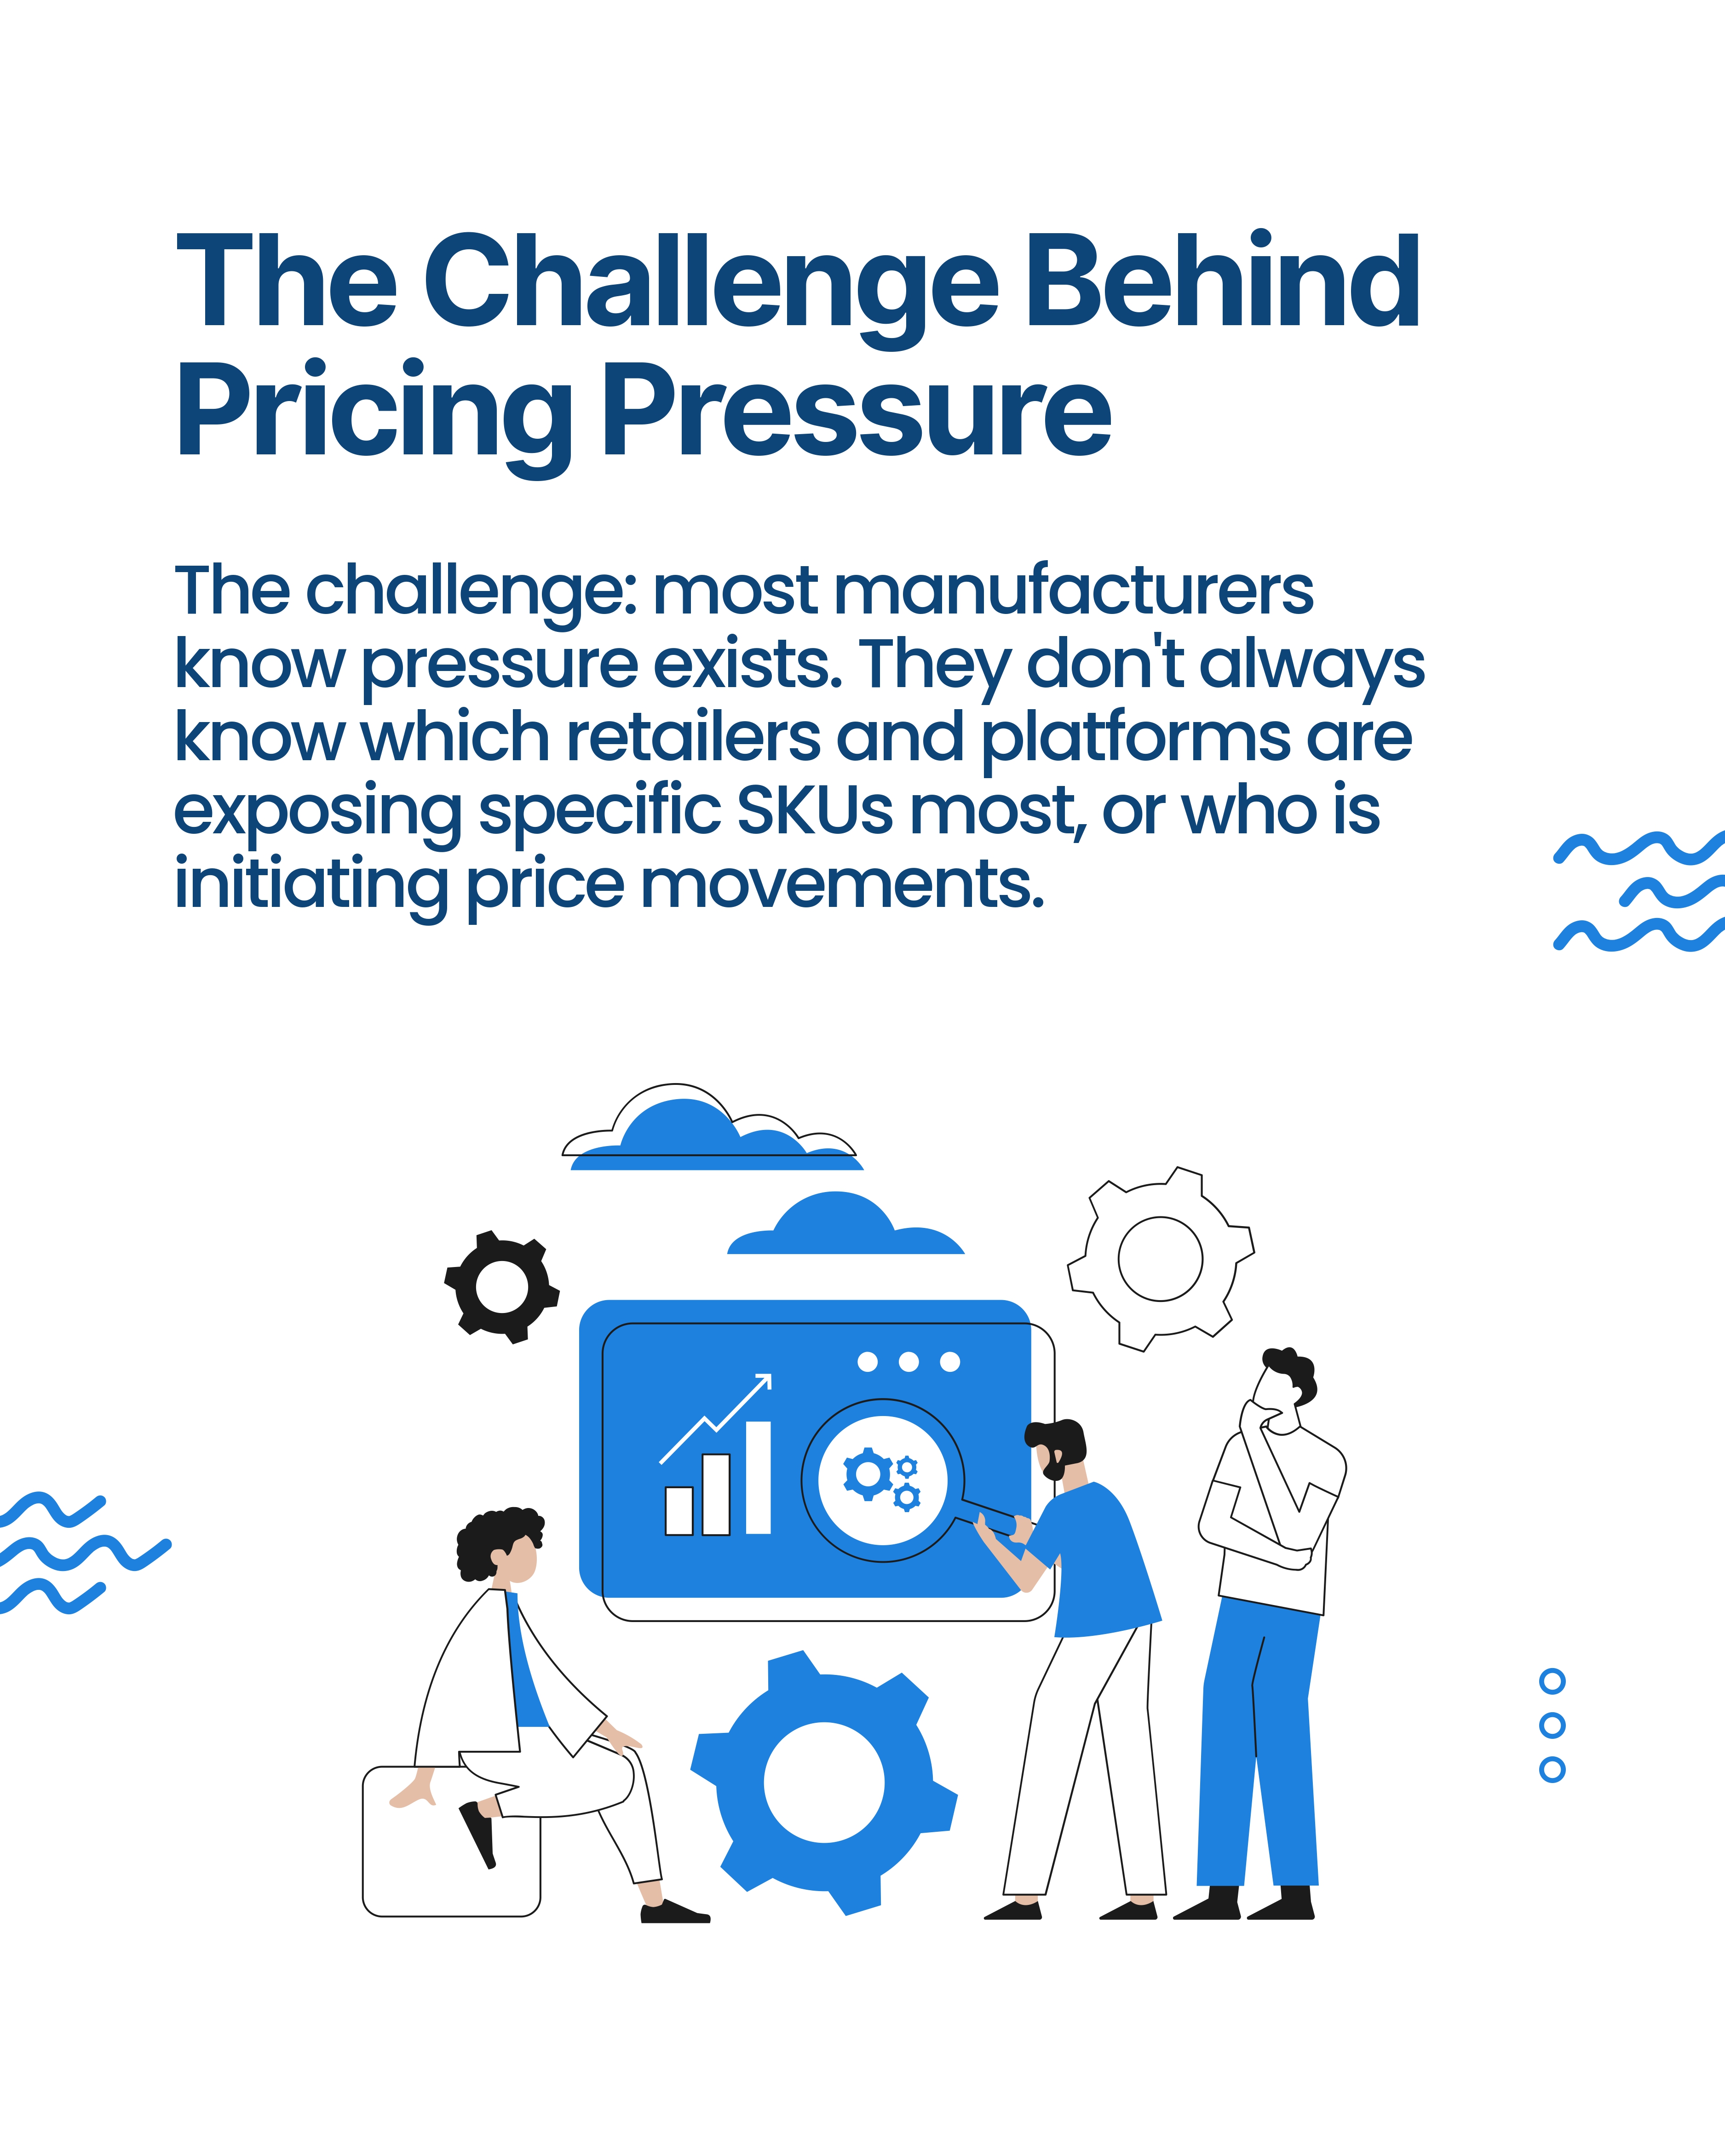 The Challenge Behind
Pricing Pressure
The challenge: most manufacturers
know pressure exists. They don't always
know which retailers and platforms are
exposing specific SKUs most, or who is
initiating price movements.